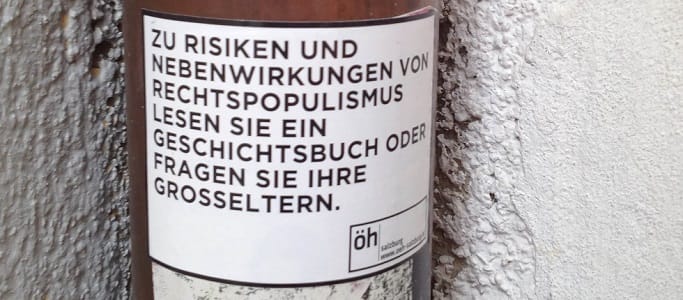 ZU RISIKEN UND
NEBENWIRKUNGEN VON
RECHTSPOPULISMUS
LESEN SIE EIN
GESCHICHTSBUCH ODER
FRAGEN SIE IHRE
GROSSELTERN.
öh
salzburg